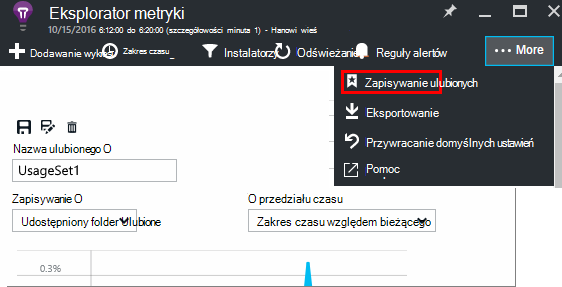 Eksplorator metryki
10/15/2016 6:12:00 do 6:20:00 (szczegółowości minuta 1) - Hanowi wieś
Dodawanie wykres Zakres czasu Instalatorzy Odświeżanie Reguły alertów ••• More
Zapisywanie ulubionych
Eksportowanie
Przywracanie domyślnych ustawień
Pomoc
Nazwa ulubionego O
UsageSet1
Zapisywanie O O przedziału czasu
Udostępniony folder Ulubione Zakres czasu względem bieżącego
0.3%